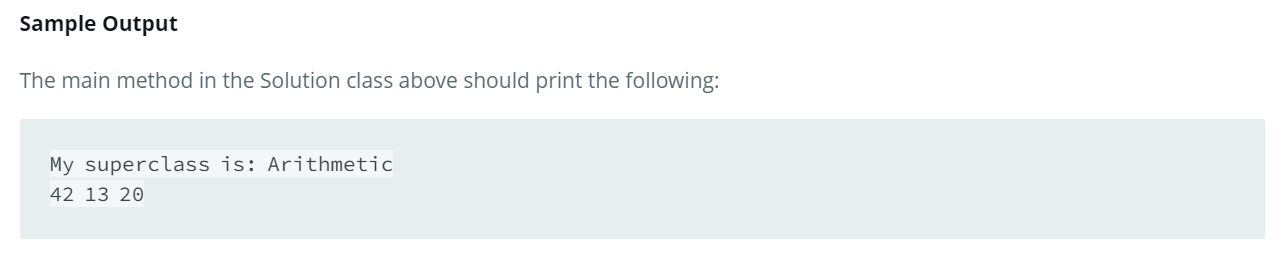 Sample Output
The main method in the Solution class above should print the following:
My superclass is: Arithmetic
42 13 20